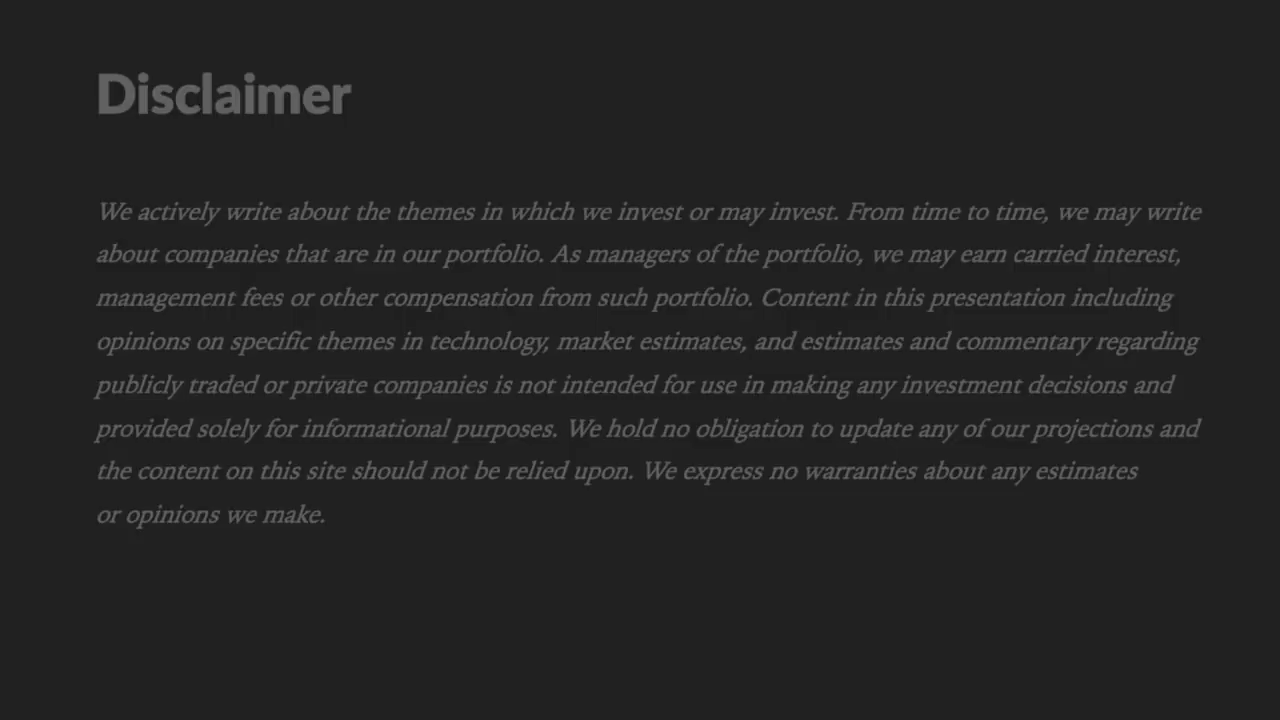 Disclaimer
We actively write about the themes in which we invest or may invest. From time to time, we may write
about companies that are in our portfolio. As managers of the portfolio, we may earn carried interest,
management fees or other compensation from such portfolio. Content in this presentation including
opinions on specific themes in technology, market estimates, and estimates and commentary regarding
publicly traded or private companies is not intended for use in making any investment decisions and
provided solely for informational purposes. We hold no obligation to update any of our projections and
the content on this site should not be relied upon. We express no warranties about any estimates
or opinions we make.